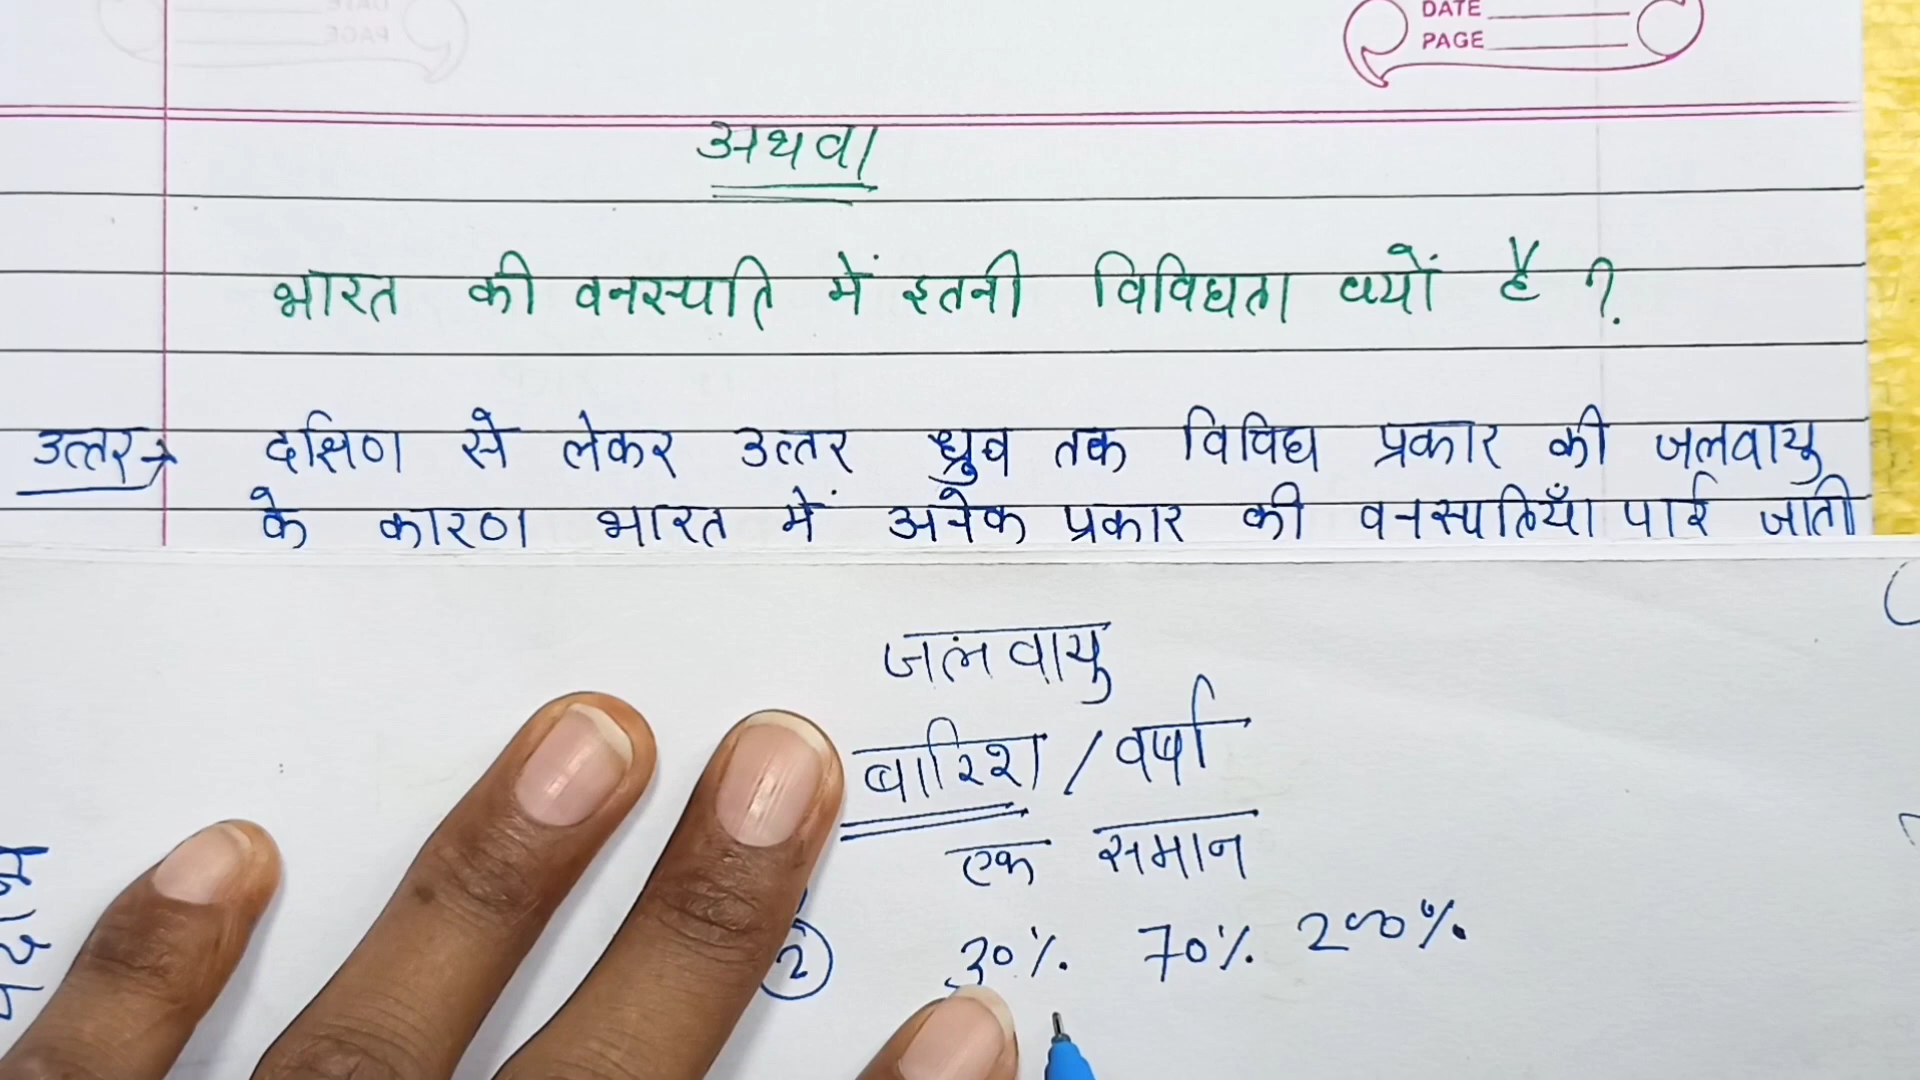 DATE
PAGE
अथवा
भारत की वनस्पति में इतनी विविधता क्यों है ?
उत्तर→ दक्षिण से लेकर उत्तर ध्रुव तक विविध प्रकार की जलवायु
के कारण भारत में अनेक प्रकार की वनस्पतियाँ पाई जाती
जलवायु
बारिश / वर्षा
एक समान
2 30% 70% 200%